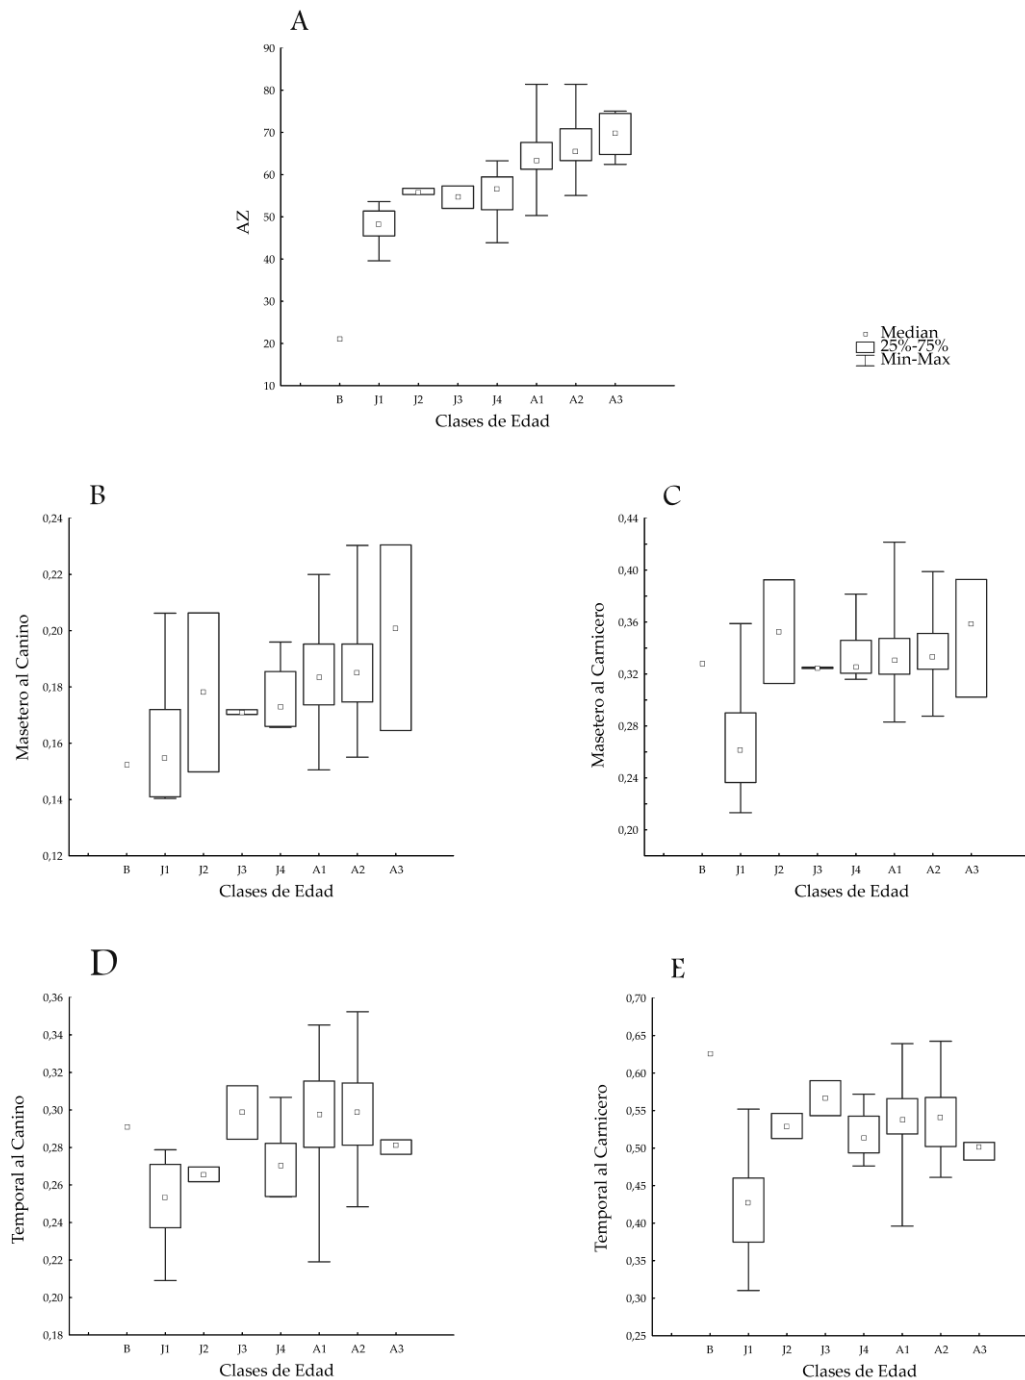 A
90
80
70
60
50
40
30
20
10
AZ
B J1 J2 J3 J4 A1 A2 A3
Clases de Edad
Median
25%-75%
Min-Max
B
0,24
0,22
0,20
0,18
0,16
0,14
0,12
Masetero al Canino
B J1 J2 J3 J4 A1 A2 A3
Clases de Edad
C
0,44
0,40
0,36
0,32
0,28
0,24
0,20
Masetero al Carnicero
B J1 J2 J3 J4 A1 A2 A3
Clases de Edad
D
0,36
0,34
0,32
0,30
0,28
0,26
0,24
0,22
0,20
0,18
Temporal al Canino
B J1 J2 J3 J4 A1 A2 A3
Clases de Edad
E
0,70
0,65
0,60
0,55
0,50
0,45
0,40
0,35
0,30
0,25
Temporal al Carnicero
B J1 J2 J3 J4 A1 A2 A3
Clases de Edad